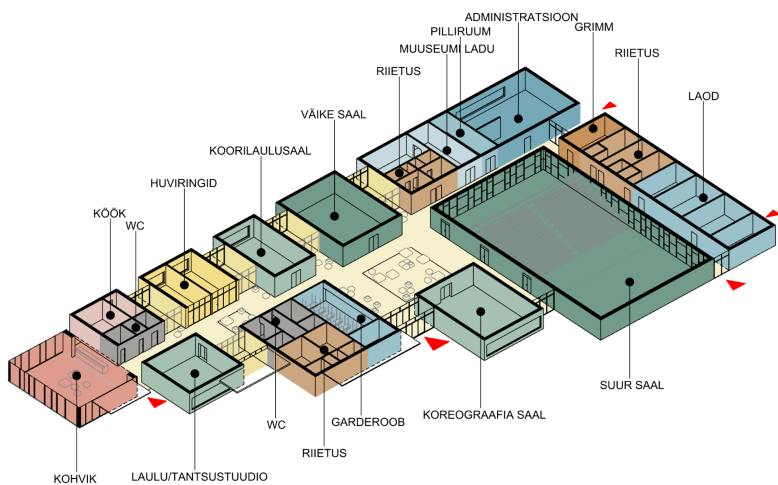 ADMINISTRATSIOON
PILLIRUUM
GRIMM
MUUSEUMI LADU
RIIETUS
RIIETUS
LAOD
VÄIKE SAAL
KOORILAULUSAAL
HUVIRINGID
KÖÖK
WC
SUUR SAAL
KOREOGRAAFIA SAAL
GARDEROOB
WC
RIIETUS
LAULU/TANTSUSTUUDIO
KOHVIK